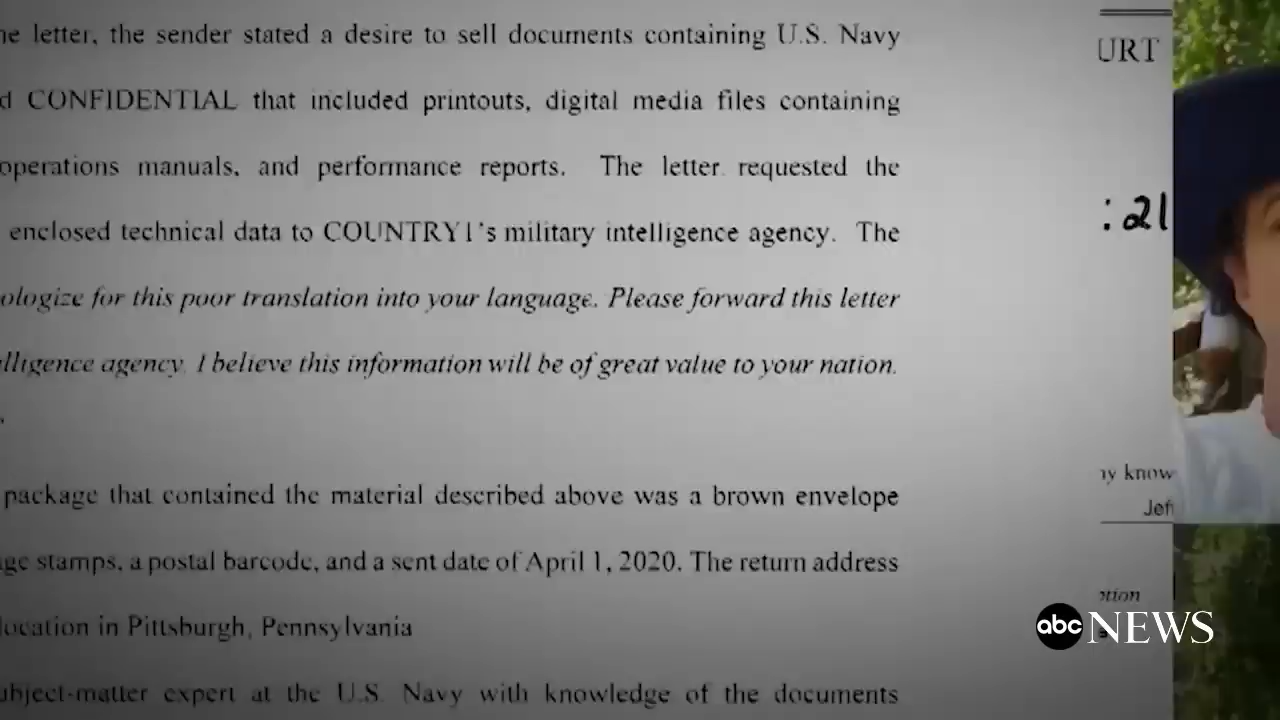 he letter, the sender stated a desire to sell documents containing U.S. Navy
d CONFIDENTIAL that included printouts, digital media files containing
operations manuals, and performance reports. The letter requested the
enclosed technical data to COUNTRY1's military intelligence agency. The
ologize for this poor translation into your language. Please forward this letter
lligence agency. I believe this information will be of great value to your nation.
package that contained the material described above was a brown envelope
ge stamps, a postal barcode, and a sent date of April 1, 2020. The return address
location in Pittsburgh, Pennsylvania
ubject-matter expert at the U.S. Navy with knowledge of the documents
URT
:21
y know
Jef
tion
abc NEWS